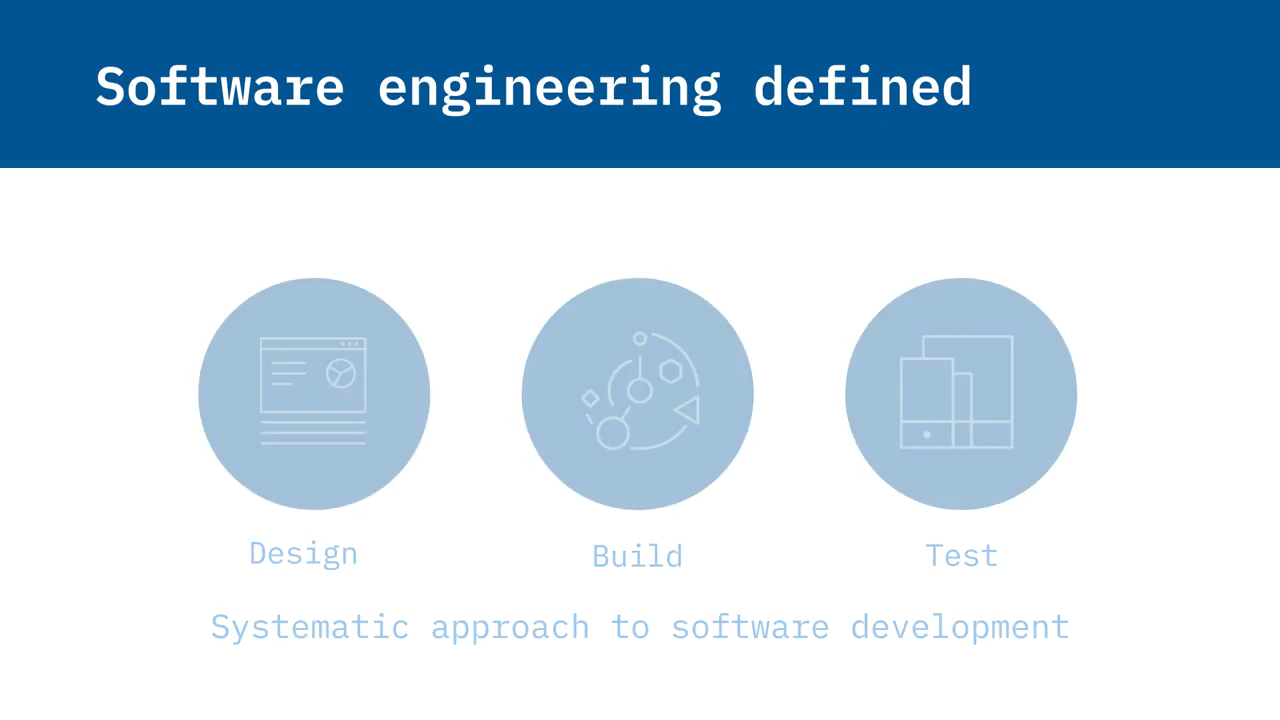 Software engineering defined
Design
Build
Test
Systematic approach to software development